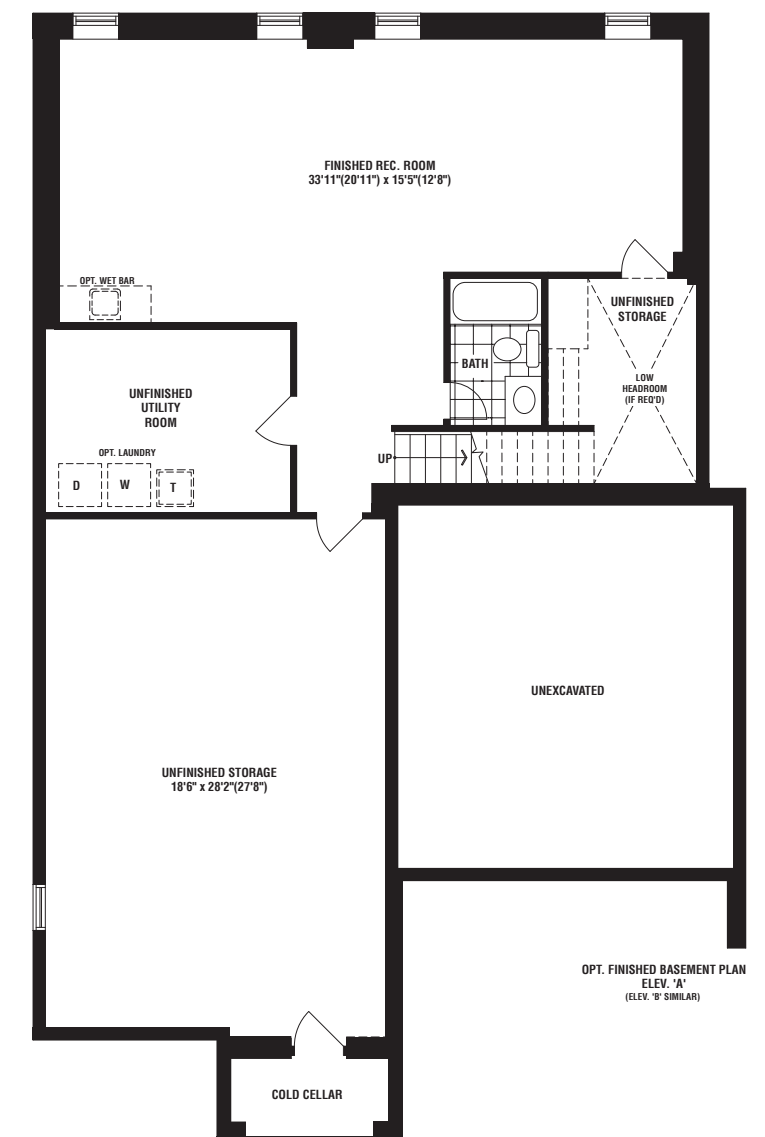 FINISHED REC. ROOM
33'11"(20'11") x 15'5"(12'8")
OPT. WET BAR
UNFINISHED
STORAGE
BATH
LOW
HEADROOM
(IF REQ'D)
UNFINISHED
UTILITY
ROOM
OPT. LAUNDRY
D W T
UP
UNEXCAVATED
UNFINISHED STORAGE
18'6" x 28'2"(27'8")
OPT. FINISHED BASEMENT PLAN
ELEV. 'A'
(ELEV. 'B' SIMILAR)
COLD CELLAR